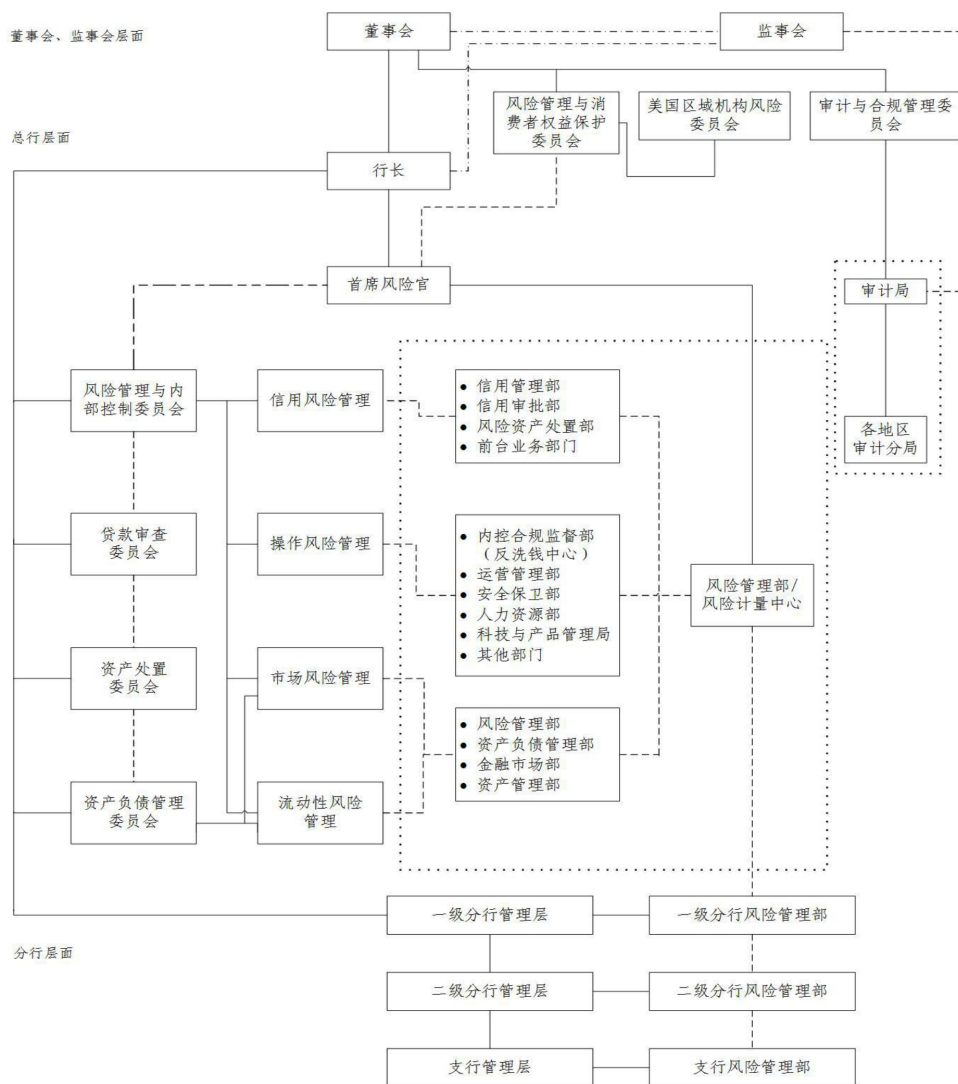 董事会、监事会层面
董事会
监事会
风险管理与消
费者权益保护
委员会
美国区域机构风险
委员会
审计与合规管理委
员会
总行层面
行长
首席风险官
审计局
各地区
审计分局
风险管理与内
部控制委员会
信用风险管理
● 信用管理部
● 信用审批部
● 风险资产处置部
● 前台业务部门
贷款审查
委员会
操作风险管理
● 内控合规监督部
（反洗钱中心）
● 运营管理部
● 安全保卫部
● 人力资源部
● 科技与产品管理局
● 其他部门
风险管理部/
风险计量中心
资产处置
委员会
市场风险管理
● 风险管理部
● 资产负债管理部
● 金融市场部
● 资产管理部
资产负债管理
委员会
流动性风险
管理
一级分行管理层
一级分行风险管理部
分行层面
二级分行管理层
二级分行风险管理部
支行管理层
支行风险管理部